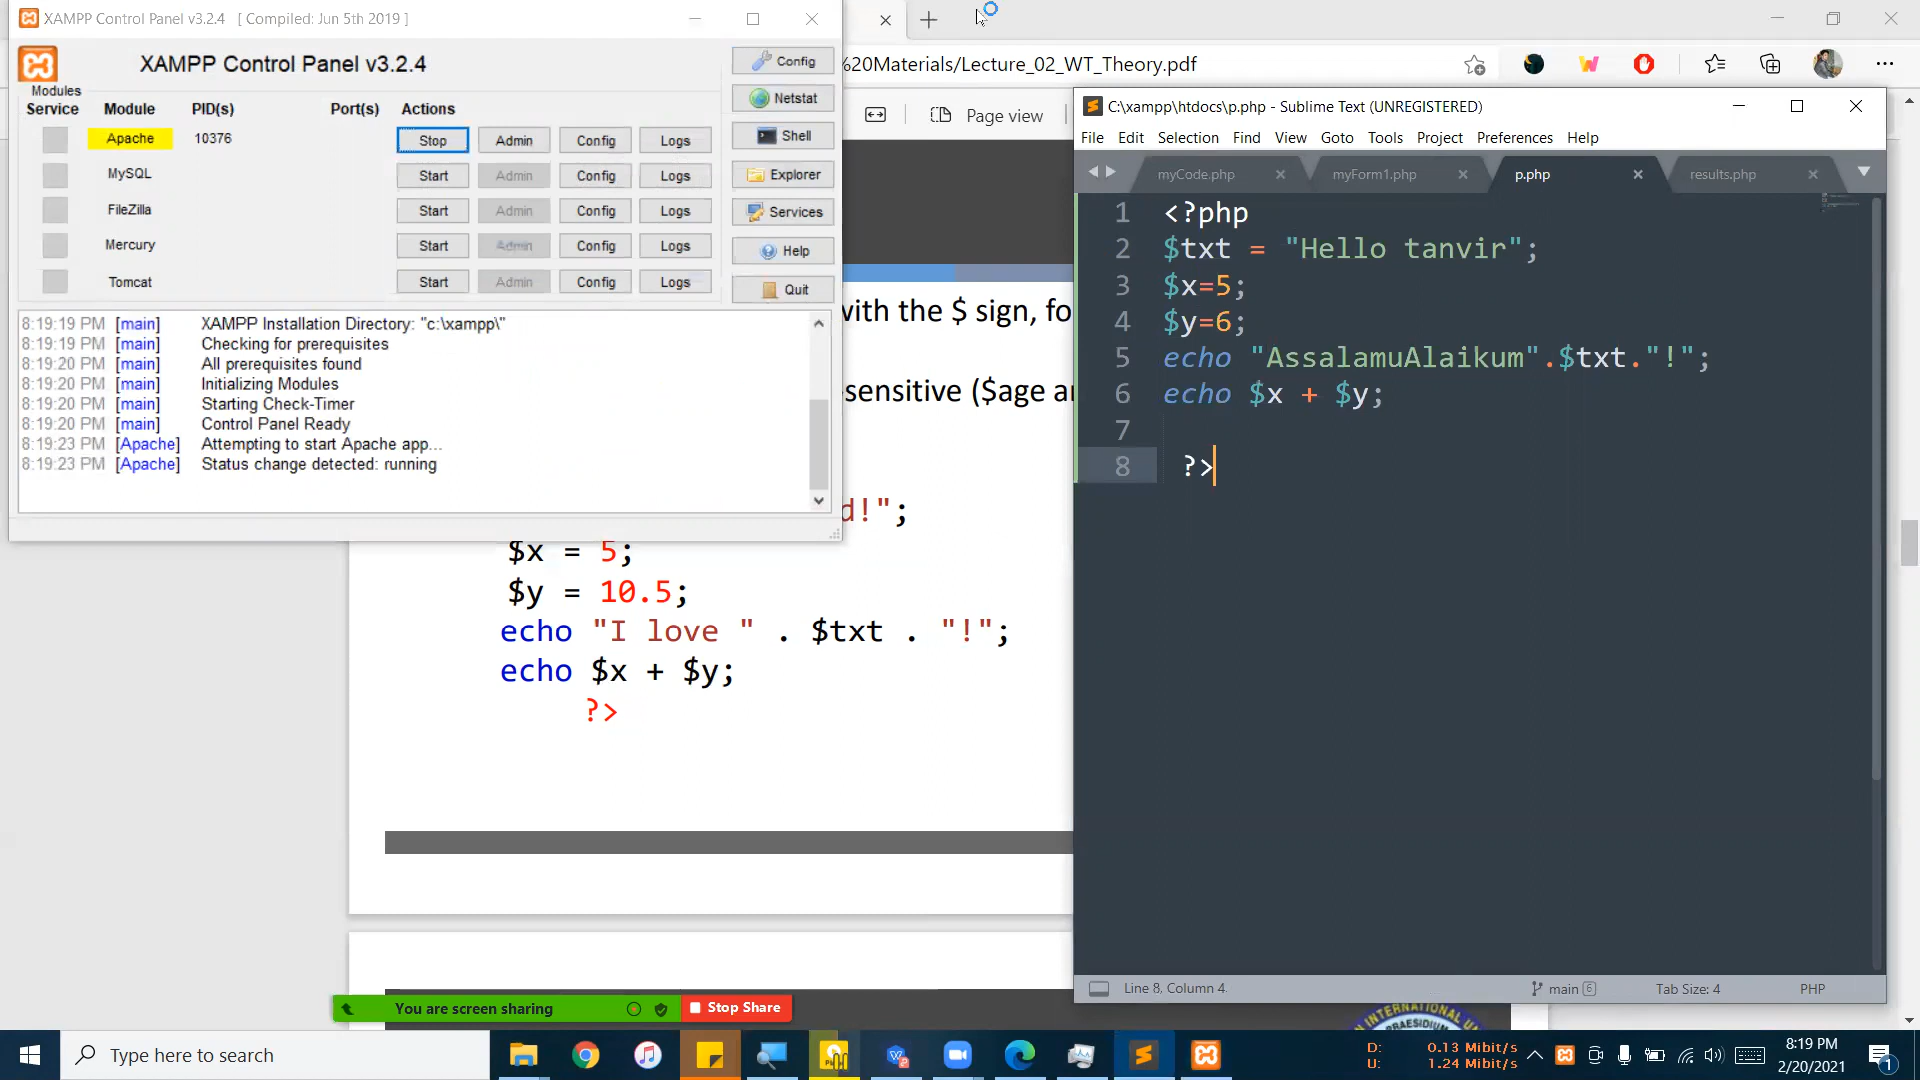 XAMPP Control Panel v3.2.4 [ Compiled: Jun 5th 2019 ]
XAMPP Control Panel v3.2.4
Modules
Service Module PID(s) Port(s) Actions
Apache 10376 Stop Admin Config Logs
MySQL Start Admin Config Logs
FileZilla Start Admin Config Logs
Mercury Start Admin Config Logs
Tomcat Start Admin Config Logs
Config
Netstat
Shell
Explorer
Services
Help
Quit
8:19:19 PM [main] XAMPP Installation Directory: "c:\xampp\"
8:19:19 PM [main] Checking for prerequisites
8:19:20 PM [main] All prerequisites found
8:19:20 PM [main] Initializing Modules
8:19:20 PM [main] Starting Check-Timer
8:19:20 PM [main] Control Panel Ready
8:19:23 PM [Apache] Attempting to start Apache app...
8:19:23 PM [Apache] Status change detected: running
%20Materials/Lecture_02_WT_Theory.pdf
Page view
with the $ sign, fo
-sensitive ($age ar
d!";
$x = 5;
$y = 10.5;
echo "I love " . $txt . "!";
echo $x + $y;
?>
C:\xampp\htdocs\p.php - Sublime Text (UNREGISTERED)
File Edit Selection Find View Goto Tools Project Preferences Help
myCode.php myForm1.php p.php results.php
1 <?php
2 $txt = "Hello tanvir";
3 $x=5;
4 $y=6;
5 echo "AssalamuAlaikum".$txt."!";
6 echo $x + $y;
7
8 ?>
Line 8, Column 4 main 6 Tab Size: 4 PHP
You are screen sharing Stop Share
Type here to search
D: 0.13 Mibit/s
U: 1.24 Mibit/s
8:19 PM
2/20/2021
1